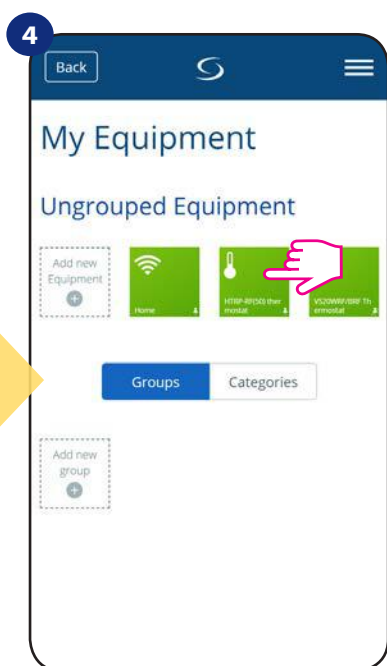 4
Back
My Equipment
Ungrouped Equipment
Add new
Equipment
Home
HTRP-RF(50) ther
mostat
VS20WRF/BRF Th
ermostat
Groups
Categories
Add new
group